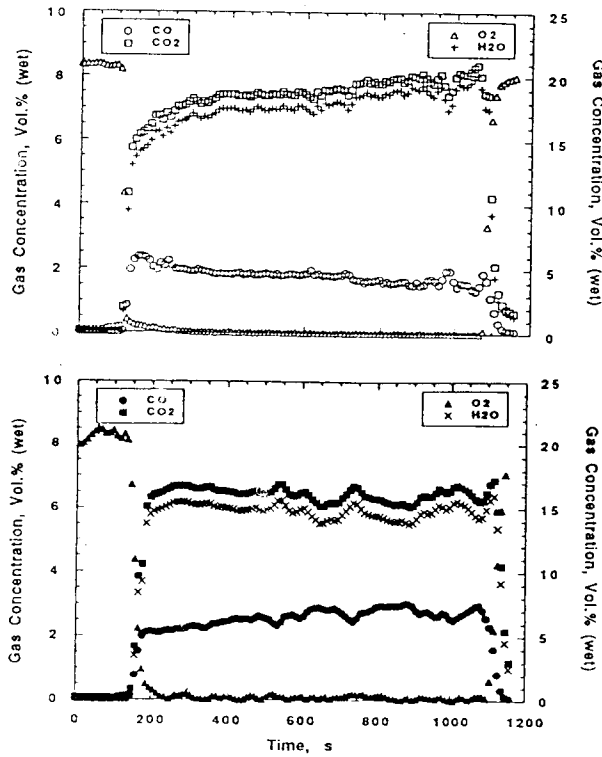 10
8
6
4
2
0
Gas Concentration, Vol.% (wet)
CO
CO2
O2
H2O
25
20
15
10
5
0
Gas Concentration, Vol.% (wet)
10
8
6
4
2
0
Gas Concentration, Vol.% (wet)
CO
CO2
O2
H2O
25
20
15
10
5
0
Gas Concentration, Vol.% (wet)
0
200
400
600
800
1000
1200
Time, s